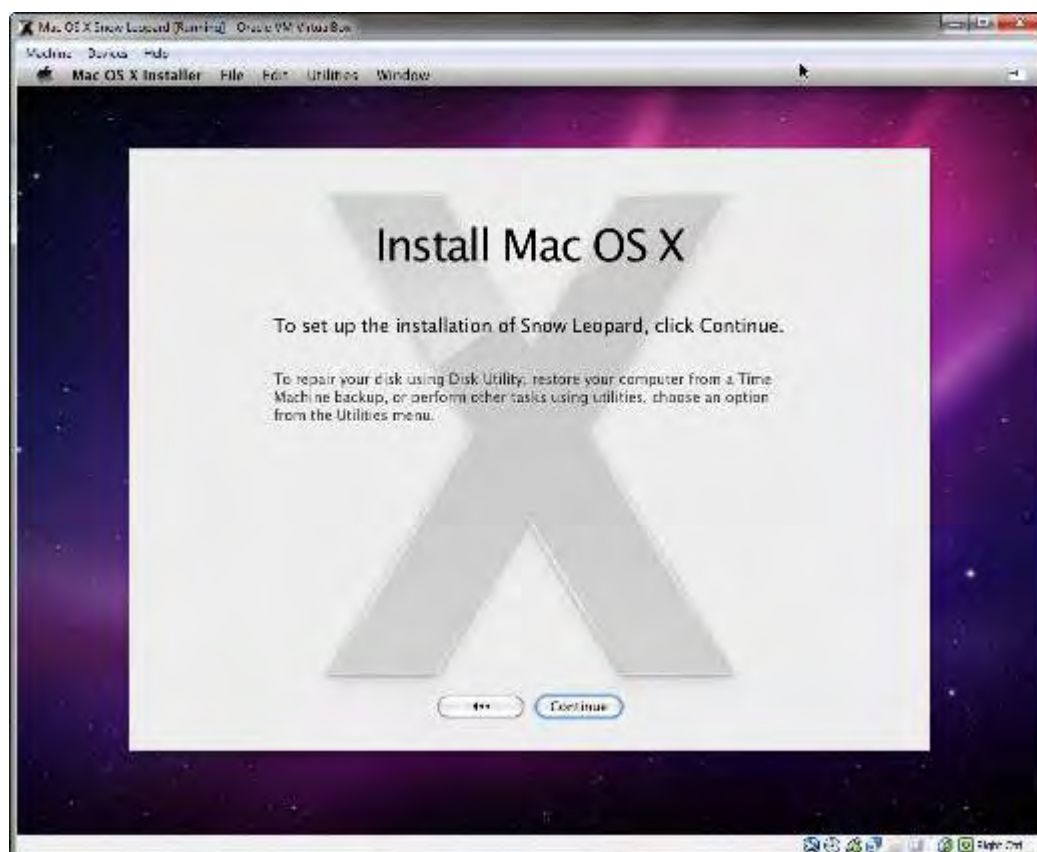 Mac OS X Snow Leopard [Running] - Oracle VM VirtualBox
Machine Devices Help
Mac OS X Installer File Edit Utilities Window
Install Mac OS X
To set up the installation of Snow Leopard, click Continue.
To repair your disk using Disk Utility, restore your computer from a Time
Machine backup, or perform other tasks using utilities, choose an option
from the Utilities menu.
Continue
Right Ctrl